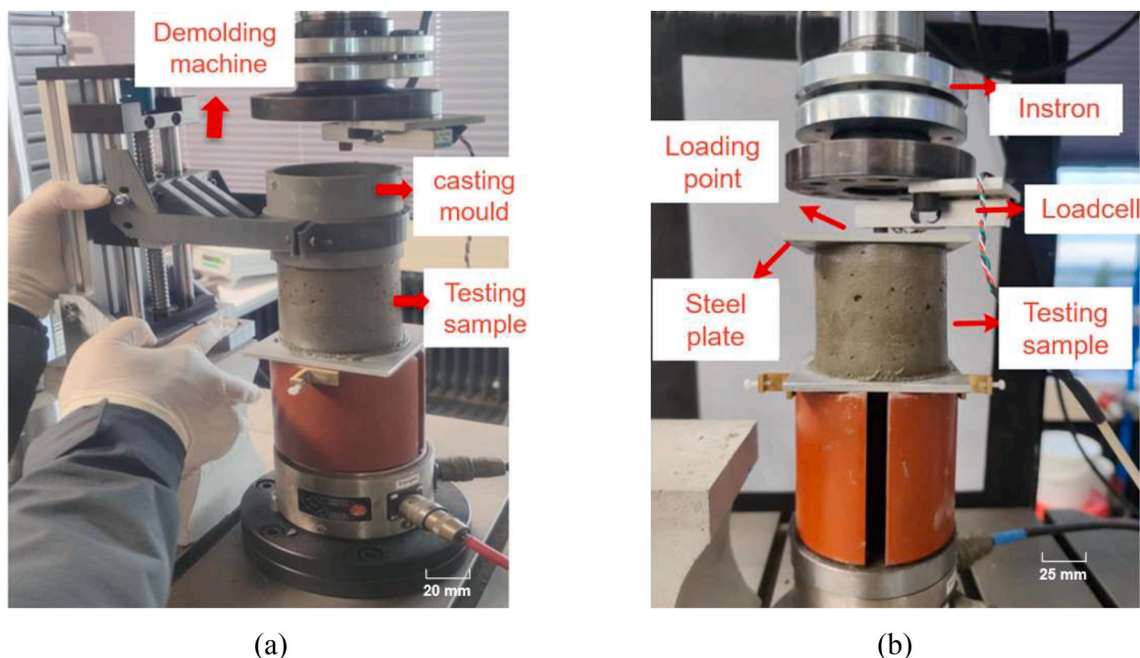 Demolding
machine
casting
mould
Testing
sample
20 mm
(a)
Instron
Loading
point
Loadcell
Steel
plate
Testing
sample
25 mm
(b)